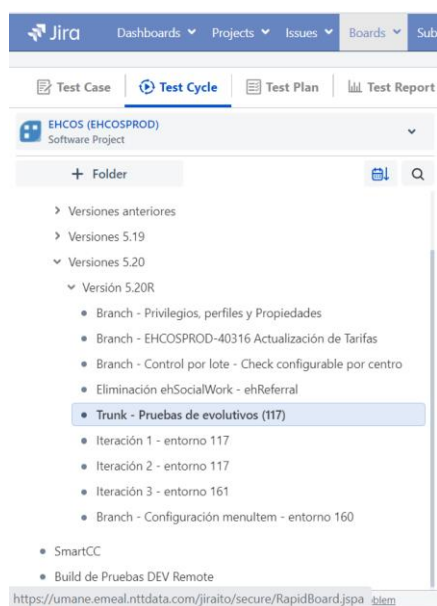 Jira Dashboards Projects Issues Boards Sub
Test Case Test Cycle Test Plan Test Report
EHCOS (EHCOSPROD)
Software Project
+ Folder
Versiones anteriores
Versiones 5.19
Versiones 5.20
Versión 5.20R
Branch - Privilegios, perfiles y Propiedades
Branch - EHCOSPROD-40316 Actualización de Tarifas
Branch - Control por lote - Check configurable por centro
Eliminación ehSocialWork - ehReferral
Trunk - Pruebas de evolutivos (117)
Iteración 1 - entorno 117
Iteración 2 - entorno 117
Iteración 3 - entorno 161
Branch - Configuración menuItem - entorno 160
SmartCC
Build de Pruebas DEV Remote
https://umane.emeal.nttdata.com/jiraito/secure/RapidBoard.jspa blem